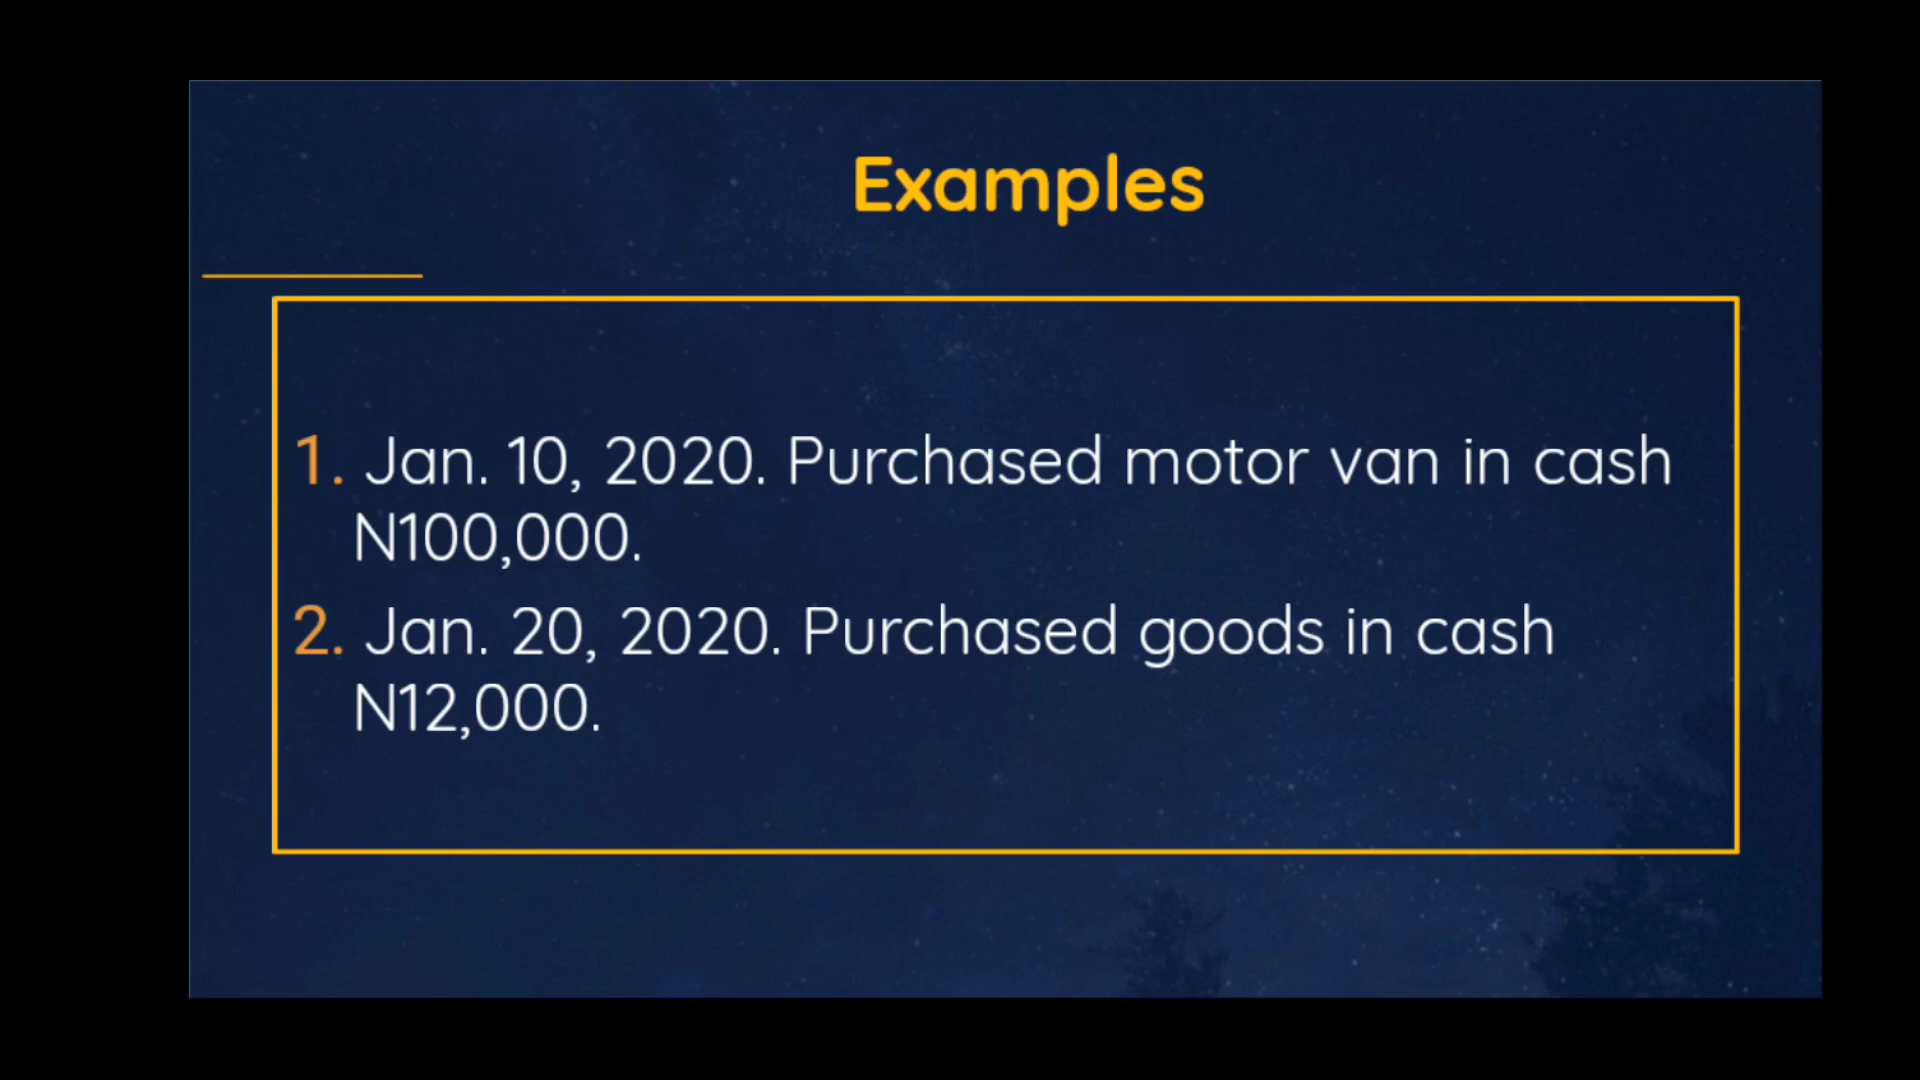 Examples
1. Jan. 10, 2020. Purchased motor van in cash
N100,000.
2. Jan. 20, 2020. Purchased goods in cash
N12,000.